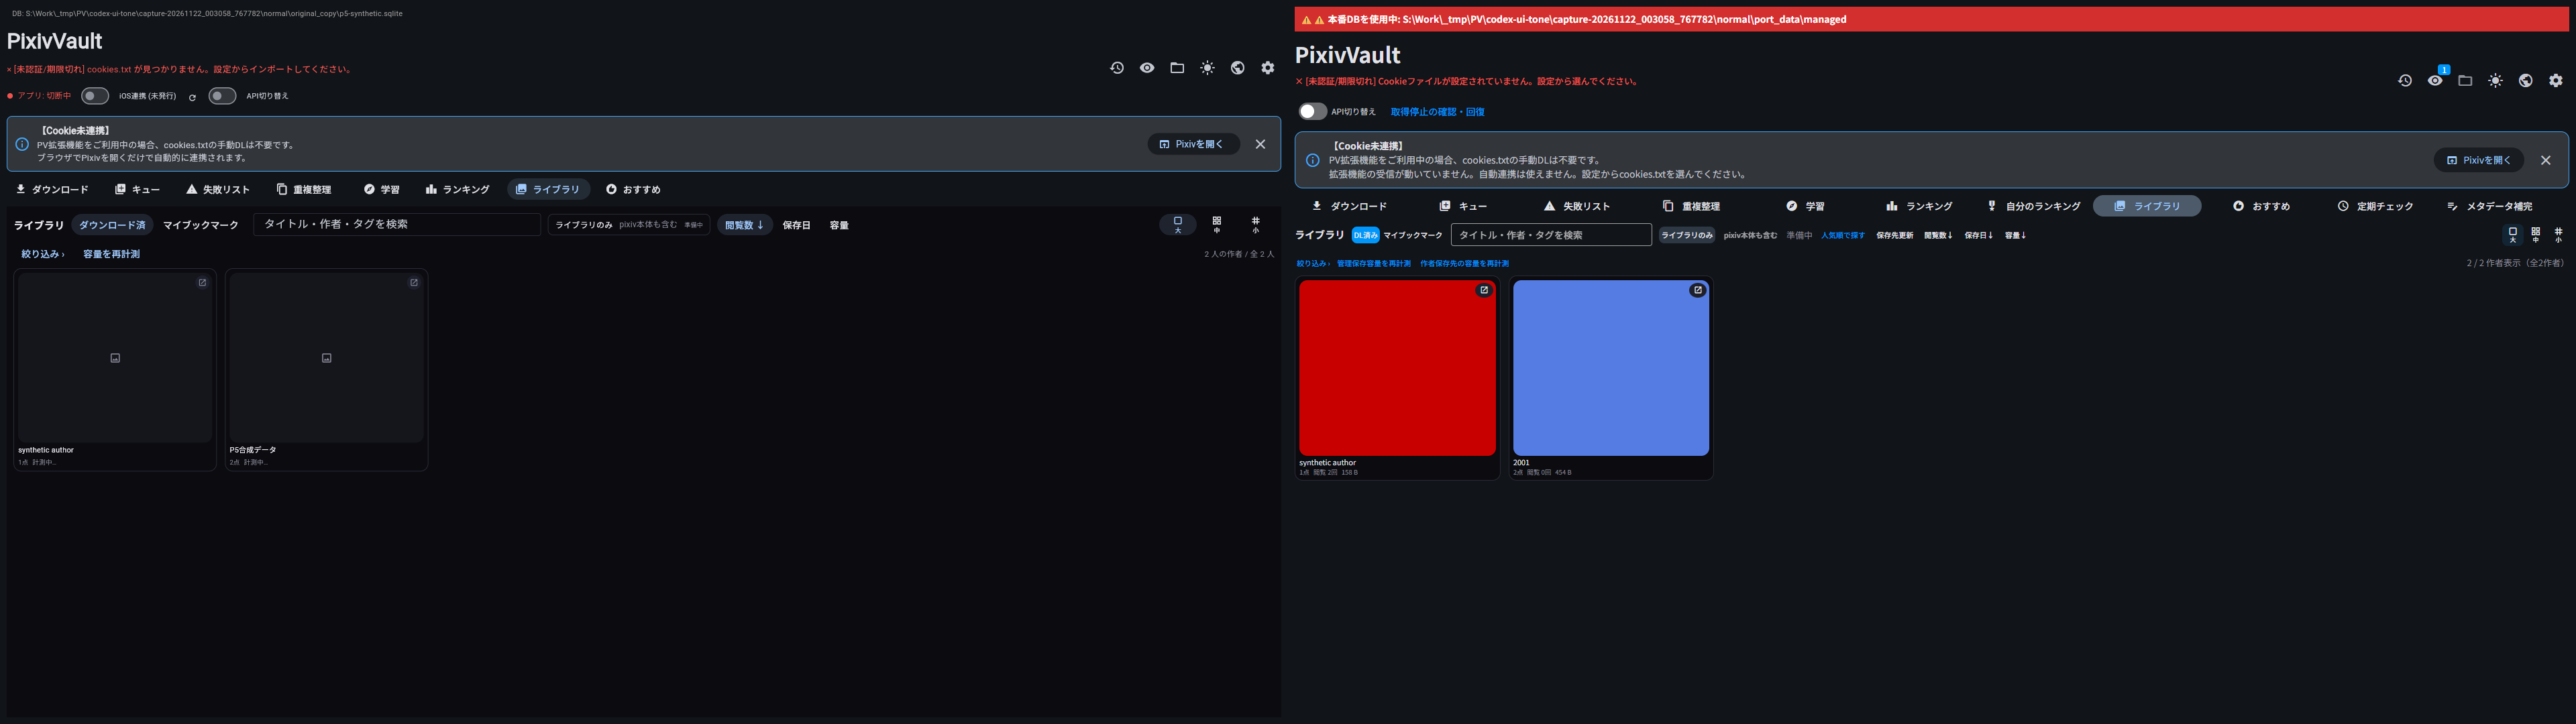 DB: S:\Work\_tmp\PV\codex-ui-tone\capture-20261122_003058_767782\normal\original_copy\p5-synthetic.sqlite
PixivVault
× [未認証/期限切れ] cookies.txt が見つかりません。設定からインポートしてください。
アプリ: 切断中 iOS連携 (未発行) API切り替え
【Cookie未連携】
PV拡張機能をご利用中の場合、cookies.txtの手動DLは不要です。
ブラウザでPixivを開くだけで自動的に連携されます。
Pixivを開く
ダウンロード キュー 失敗リスト 重複整理 学習 ランキング ライブラリ おすすめ
ライブラリ ダウンロード済 マイブックマーク タイトル・作者・タグを検索 ライブラリのみ pixiv本体も含む 準備中 閲覧数 ↓ 保存日 容量 大 中 小
絞り込み › 容量を再計測 2 人の作者 / 全 2 人
synthetic author
1点 計測中…
P5合成データ
2点 計測中…
⚠ ⚠ 本番DBを使用中: S:\Work\_tmp\PV\codex-ui-tone\capture-20261122_003058_767782\normal\port_data\managed
PixivVault
× [未認証/期限切れ] Cookieファイルが設定されていません。設定から選んでください。
1
API切り替え 取得停止の確認・回復
【Cookie未連携】
PV拡張機能をご利用中の場合、cookies.txtの手動DLは不要です。
拡張機能の受信が動いていません。自動連携は使えません。設定からcookies.txtを選んでください。
Pixivを開く
ダウンロード キュー 失敗リスト 重複整理 学習 ランキング 自分のランキング ライブラリ おすすめ 定期チェック メタデータ補完
ライブラリ DL済み マイブックマーク タイトル・作者・タグを検索 ライブラリのみ pixiv本体も含む 準備中 人気順で探す 保存先更新 閲覧数↓ 保存日↓ 容量↓ 大 中 小
絞り込み › 管理保存容量を再計測 作者保存先の容量を再計測 2 / 2 作者表示（全2作者）
synthetic author
1点 閲覧 2回 158 B
2001
2点 閲覧 0回 454 B